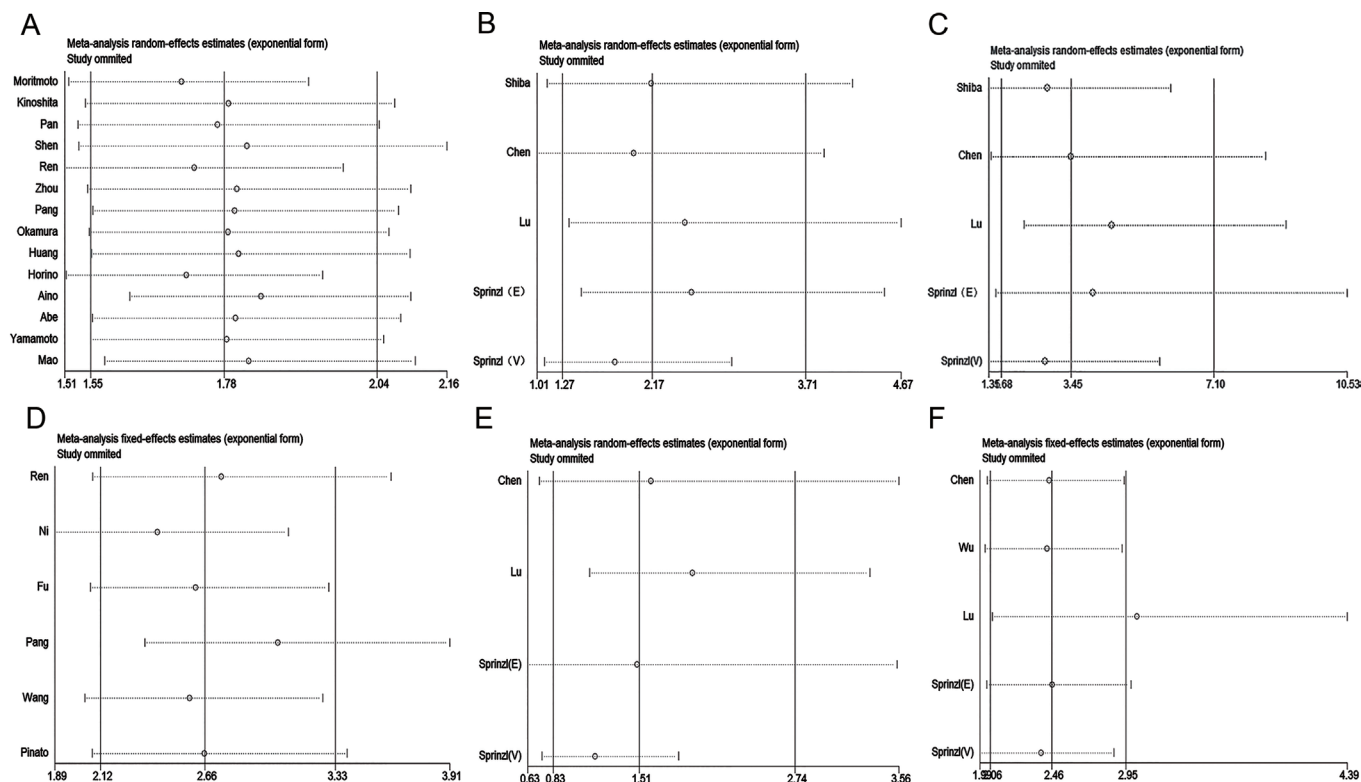 A
Meta-analysis random-effects estimates (exponential form)
Study ommited
Moritmoto
Kinoshita
Pan
Shen
Ren
Zhou
Pang
Okamura
Huang
Horino
Aino
Abe
Yamamoto
Mao
1.51 1.55 1.78 2.04 2.16
B
Meta-analysis random-effects estimates (exponential form)
Study ommited
Shiba
Chen
Lu
Sprinzl（E）
Sprinzl（V）
1.01 1.27 2.17 3.71 4.67
C
Meta-analysis random-effects estimates (exponential form)
Study ommited
Shiba
Chen
Lu
Sprinzl（E）
Sprinzl(V)
3.45 7.10 10.53
D
Meta-analysis fixed-effects estimates (exponential form)
Study ommited
Ren
Ni
Fu
Pang
Wang
Pinato
1.89 2.12 2.66 3.33 3.91
E
Meta-analysis random-effects estimates (exponential form)
Study ommited
Chen
Lu
Sprinzl(E)
Sprinzl(V)
0.63 0.83 1.51 2.74 3.56
F
Meta-analysis fixed-effects estimates (exponential form)
Study ommited
Chen
Wu
Lu
Sprinzl(E)
Sprinzl(V)
2.46 2.95